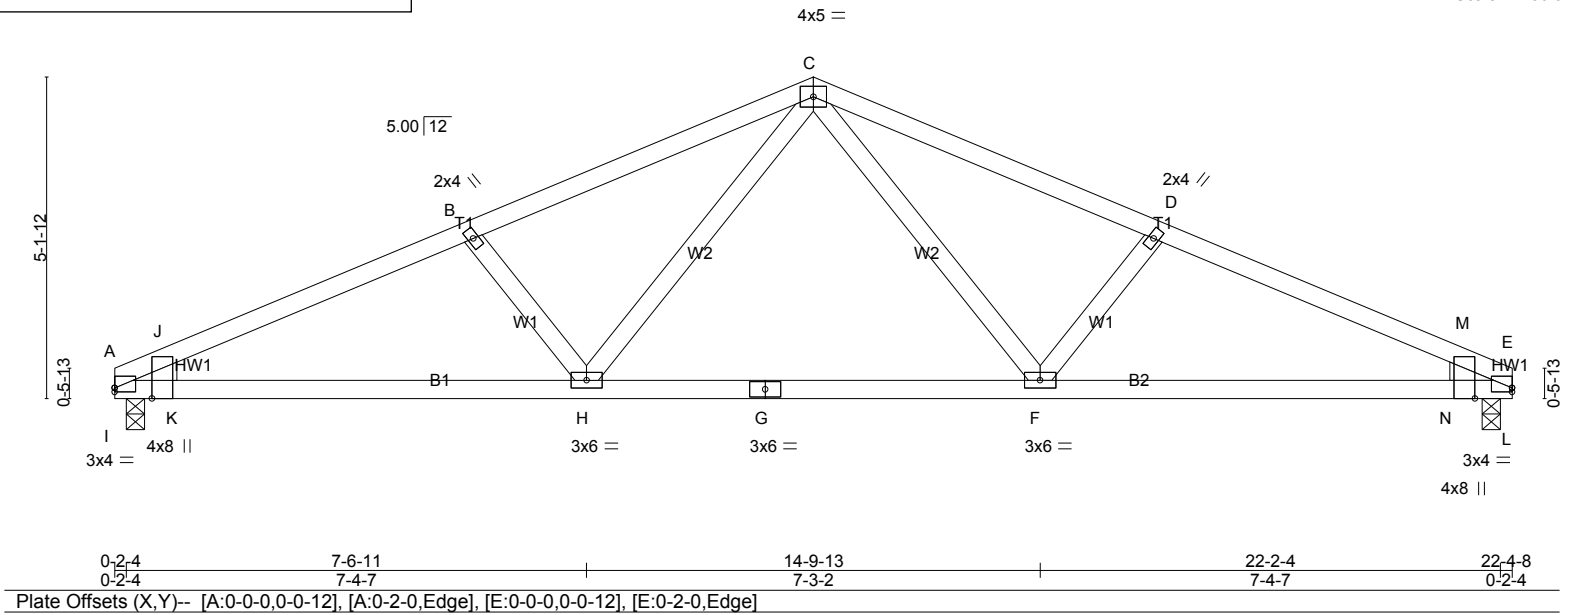 4x5 =
C
5.00 12
2x4 \\
2x4 //
B
T1
D
T1
5-1-12
W2
W2
W1
W1
J
M
A
E
HW1
HW1
0-5-13
B1
B2
0-5-13
I
K
H
G
F
N
L
3x4 =
4x8 ||
3x6 =
3x6 =
3x6 =
3x4 =
4x8 ||
0-2-4
7-6-11
14-9-13
22-2-4
22-4-8
0-2-4
7-4-7
7-3-2
7-4-7
0-2-4
Plate Offsets (X,Y)-- [A:0-0-0,0-0-12], [A:0-2-0,Edge], [E:0-0-0,0-0-12], [E:0-2-0,Edge]